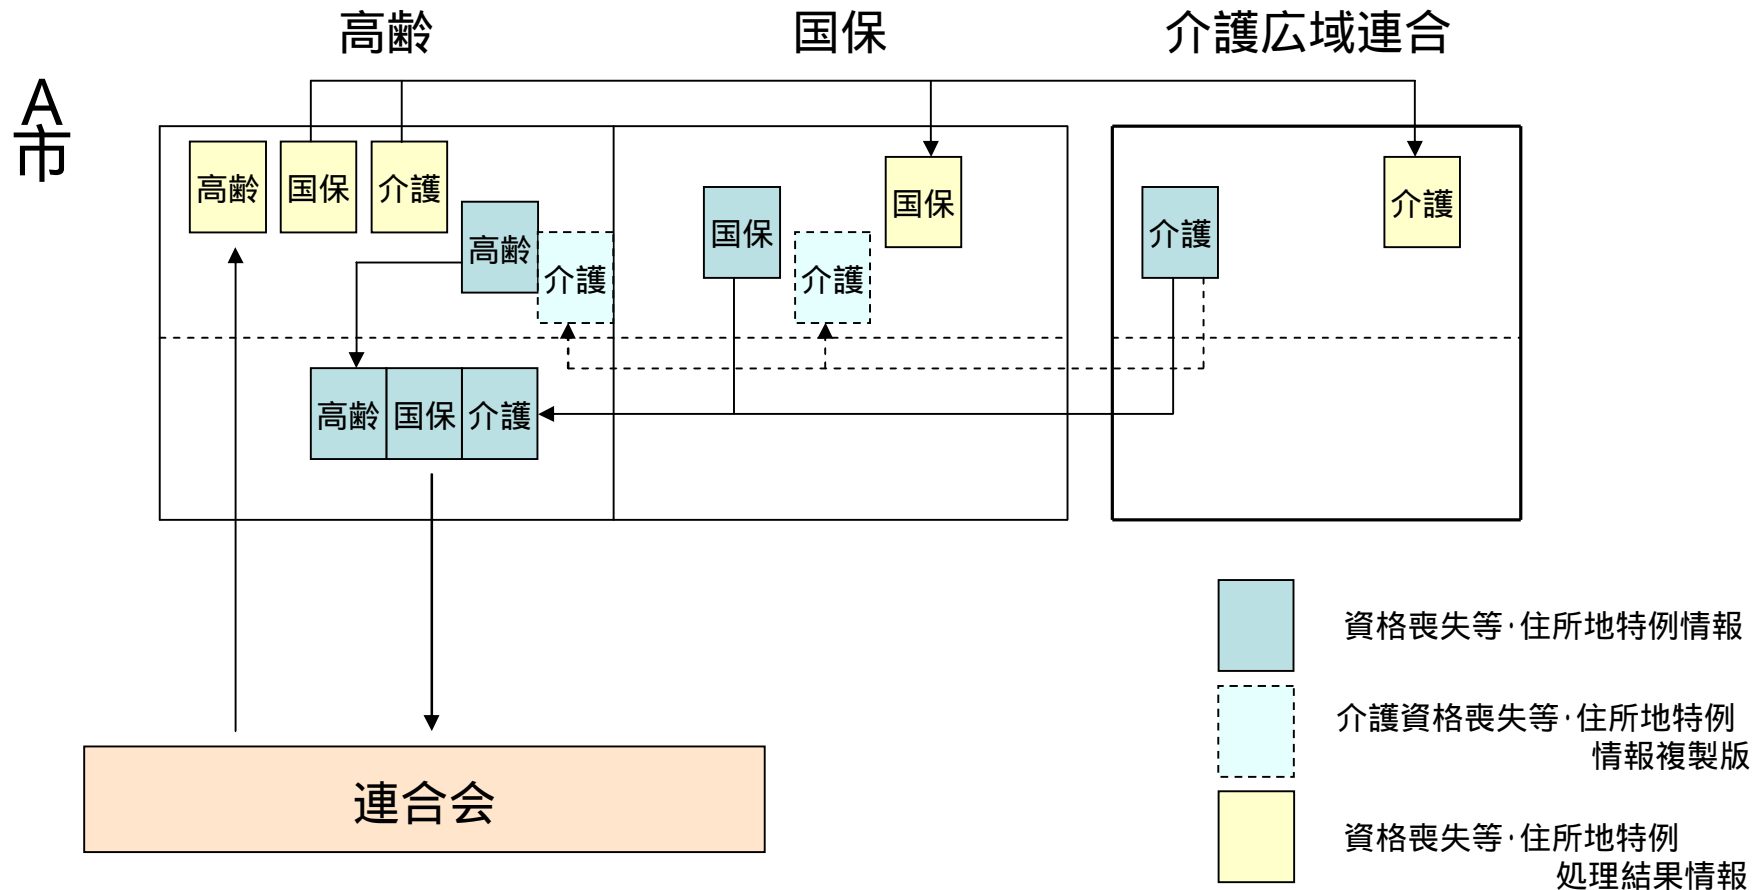 高齢
国保
介護広域連合
A市
高齢
国保
介護
高齢
介護
国保
介護
国保
介護
介護
高齢
国保
介護
連合会
資格喪失等・住所地特例情報
介護資格喪失等・住所地特例
情報複製版
資格喪失等・住所地特例
処理結果情報